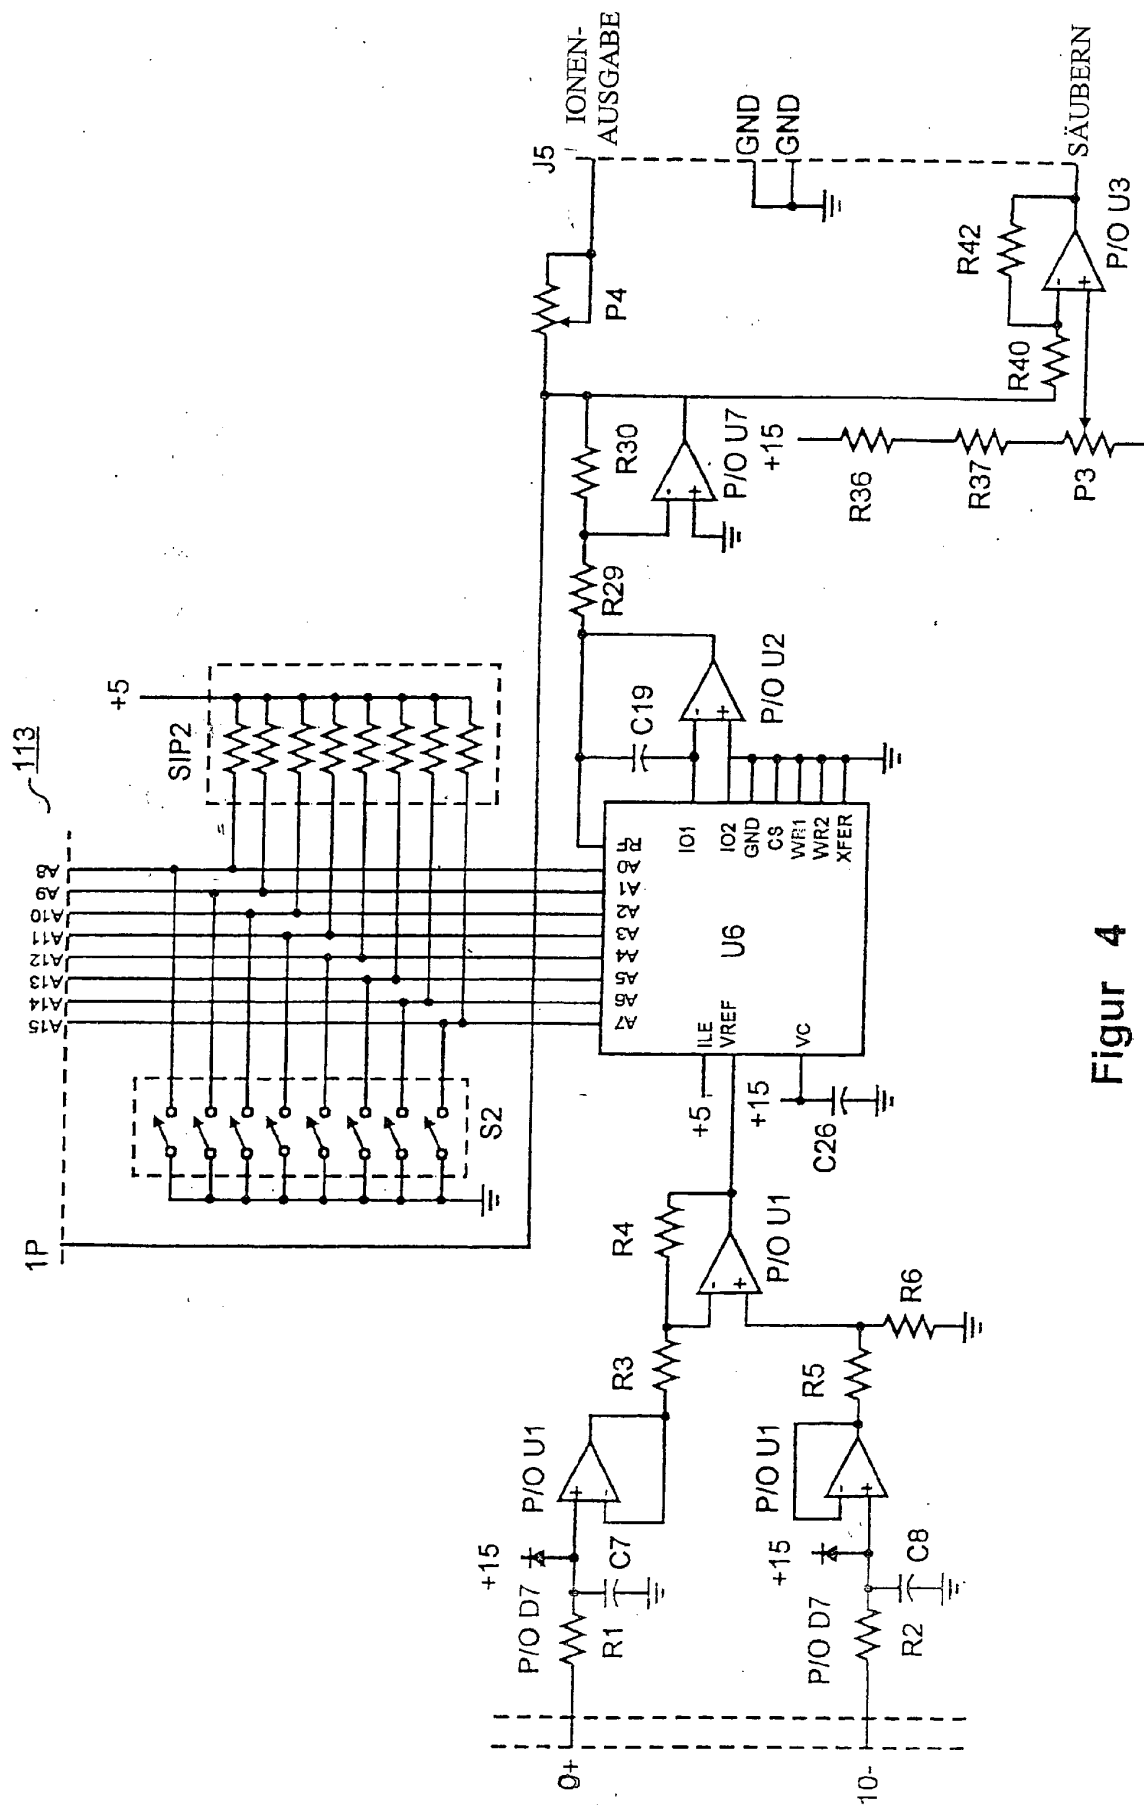 113
1P
A15
A14
A13
A12
A11
A10
A9
A8
+5
SIP2
S2
J5
IONEN-
AUSGABE
GND
GND
SÄUBERN
P4
R30
R29
P/O U7
+15
R36
R37
P3
R40
R42
P/O U3
C19
P/O U2
A7
A6
A5
A4
A3
A2
A1
A0
RF
U6
ILE
VREF
VC
IO1
IO2
GND
CS
WR1
WR2
XFER
+5
+15
C26
R4
P/O U1
R3
R6
R5
P/O U1
P/O U1
+15
P/O D7
C7
R1
+15
P/O D7
C8
R2
10-
Figur 4